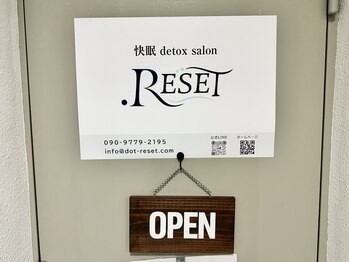 快眠 detox salon
.RESET
090-9779-2195
info@dot-reset.com
公式LINE ホームページ
OPEN